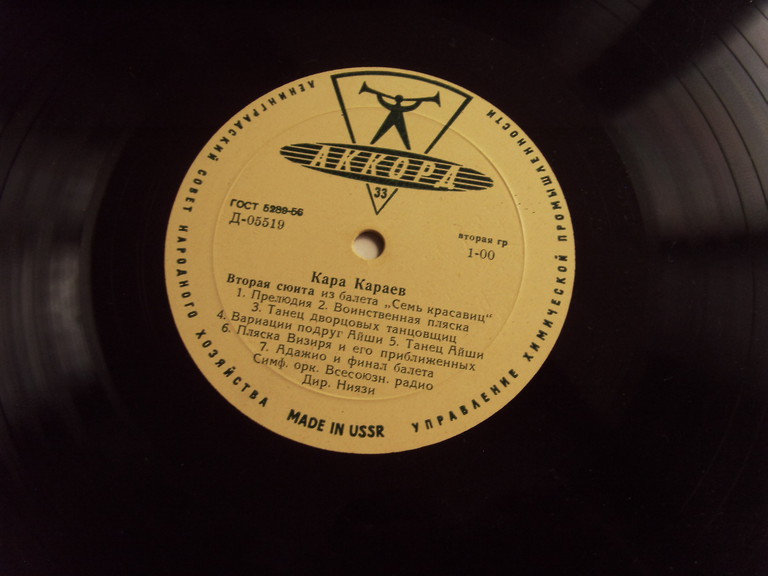 ЛЕНИНГРАДСКИЙ СОВЕТ НАРОДНОГО ХОЗЯЙСТВА
УПРАВЛЕНИЕ ХИМИЧЕСКОЙ ПРОМЫШЛЕННОСТИ
АККОРД
33
ГОСТ 5289-56
Д-05519
вторая гр
1-00
Кара Караев
Вторая сюита из балета „Семь красавиц"
1. Прелюдия 2. Воинственная пляска
3. Танец дворцовых танцовщиц
4. Вариации подруг Айши 5. Танец Айши
6. Пляска Визиря и его приближенных
7. Адажио и финал балета
Симф. орк. Всесоюзн. радио
Дир. Ниязи
MADE IN USSR